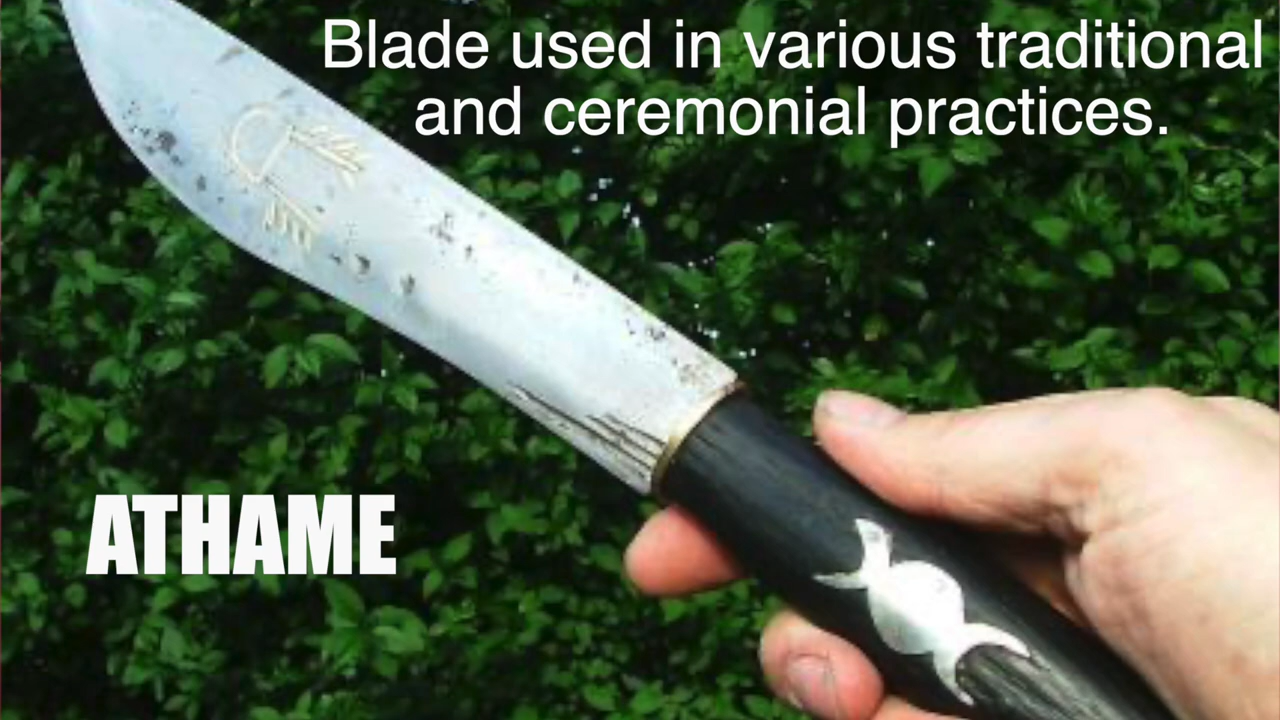 Blade used in various traditional
and ceremonial practices.
ATHAME